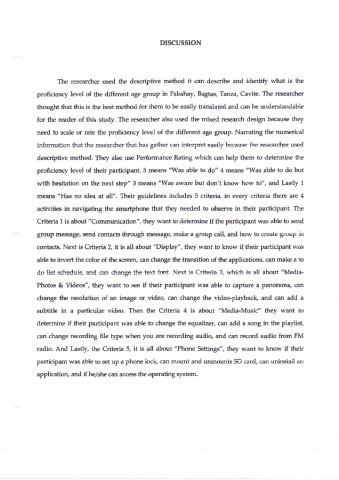 DISCUSSION
The researcher used the descriptive method it can describe and identify what is the
proficiency level of the different age group in Pabahay, Bagtas, Tanza, Cavite. The researcher
thought that this is the best method for them to be easily translated and can be understandable
for the reader of this study. The researcher also used the mixed research design because they
need to scale or rate the proficiency level of the different age group. Narrating the numerical
information that the researcher that has gather can interpret easily because the researcher used
descriptive method. They also use Performance Rating which can help them to determine the
proficiency level of their participant. 5 means "Was able to do" 4 means "Was able to do but
with hesitation on the next step" 3 means "Was aware but don't know how to", and Lastly 1
means "Has no idea at all". Their guidelines includes 5 criteria, in every criteria there are 4
activities in navigating the smartphone that they needed to observe in their participant. The
Criteria 1 is about "Communication". they want to determine if the participant was able to send
group message, send contacts through message, make a group call, and how to create group in
contacts. Next is Criteria 2, it is all about "Display", they want to know if their participant was
able to invert the color of the screen, can change the transition of the applications, can make a to
do list schedule, and can change the text font. Next is Criteria 3, which is all about "Media-
Photos & Videos", they want to see if their participant was able to capture a panorama, can
change the resolution of an image or video, can change the video-playback, and can add a
subtitle in a particular video. Then the Criteria 4 is about "Media-Music" they want to
determine if their participant was able to change the equalizer, can add a song in the playlist,
can change recording file type when you are recording audio, and can record audio from FM
radio. And Lastly, the Criteria 5, it is all about "Phone Settings", they want to know if their
participant was able to set up a phone lock, can mount and unmounts SD card, can uninstall an
application, and if he/she can access the operating system.